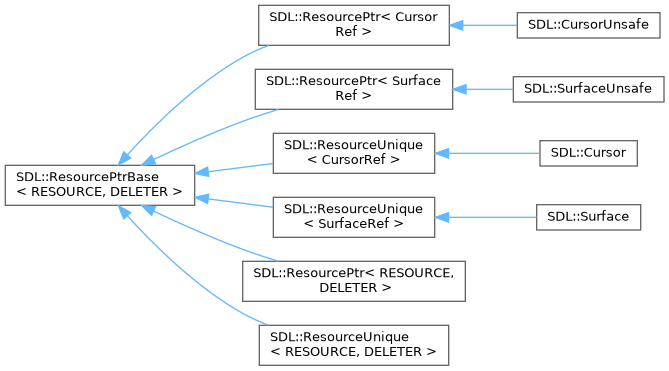 SDL::ResourcePtr< Cursor
Ref >
SDL::CursorUnsafe
SDL::ResourcePtr< Surface
Ref >
SDL::SurfaceUnsafe
SDL::ResourceUnique
< CursorRef >
SDL::Cursor
SDL::ResourcePtrBase
< RESOURCE, DELETER >
SDL::ResourceUnique
< SurfaceRef >
SDL::Surface
SDL::ResourcePtr< RESOURCE,
DELETER >
SDL::ResourceUnique
< RESOURCE, DELETER >